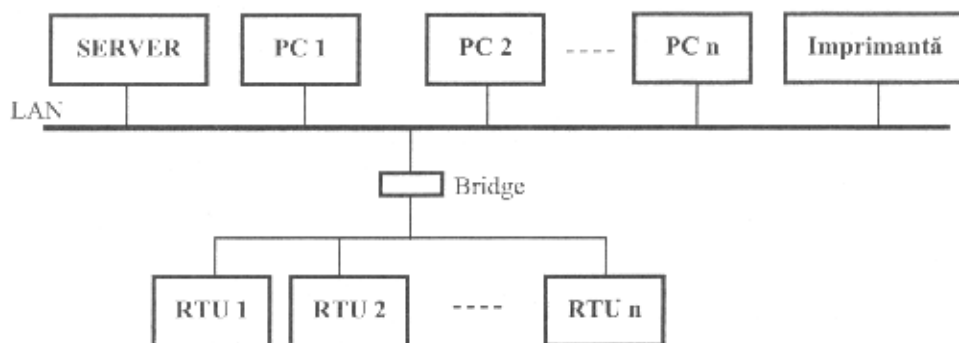 SERVER PC 1 PC 2 PC n Imprimantă
LAN
Bridge
RTU 1 RTU 2 RTU n